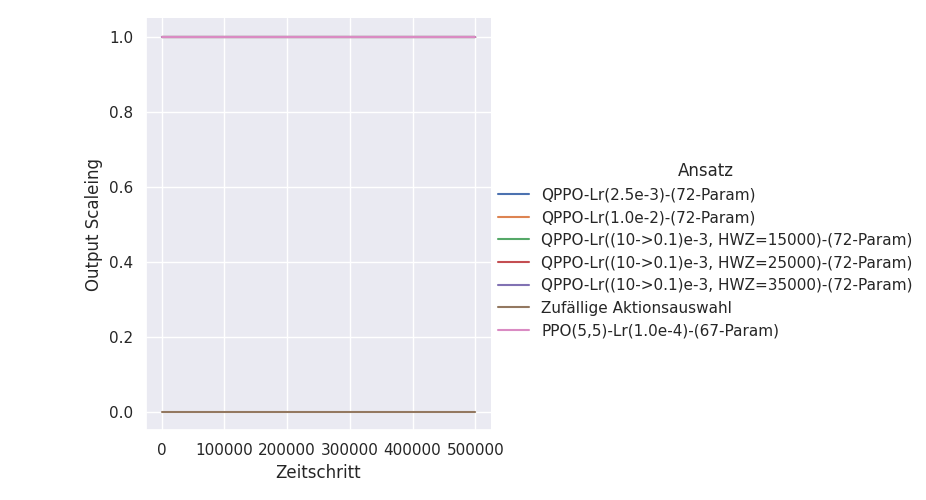 1.0
0.8
0.6
0.4
0.2
0.0
Output Scaleing
0 100000 200000 300000 400000 500000
Zeitschritt
Ansatz
QPPO-Lr(2.5e-3)-(72-Param)
QPPO-Lr(1.0e-2)-(72-Param)
QPPO-Lr((10->0.1)e-3, HWZ=15000)-(72-Param)
QPPO-Lr((10->0.1)e-3, HWZ=25000)-(72-Param)
QPPO-Lr((10->0.1)e-3, HWZ=35000)-(72-Param)
Zufällige Aktionsauswahl
PPO(5,5)-Lr(1.0e-4)-(67-Param)